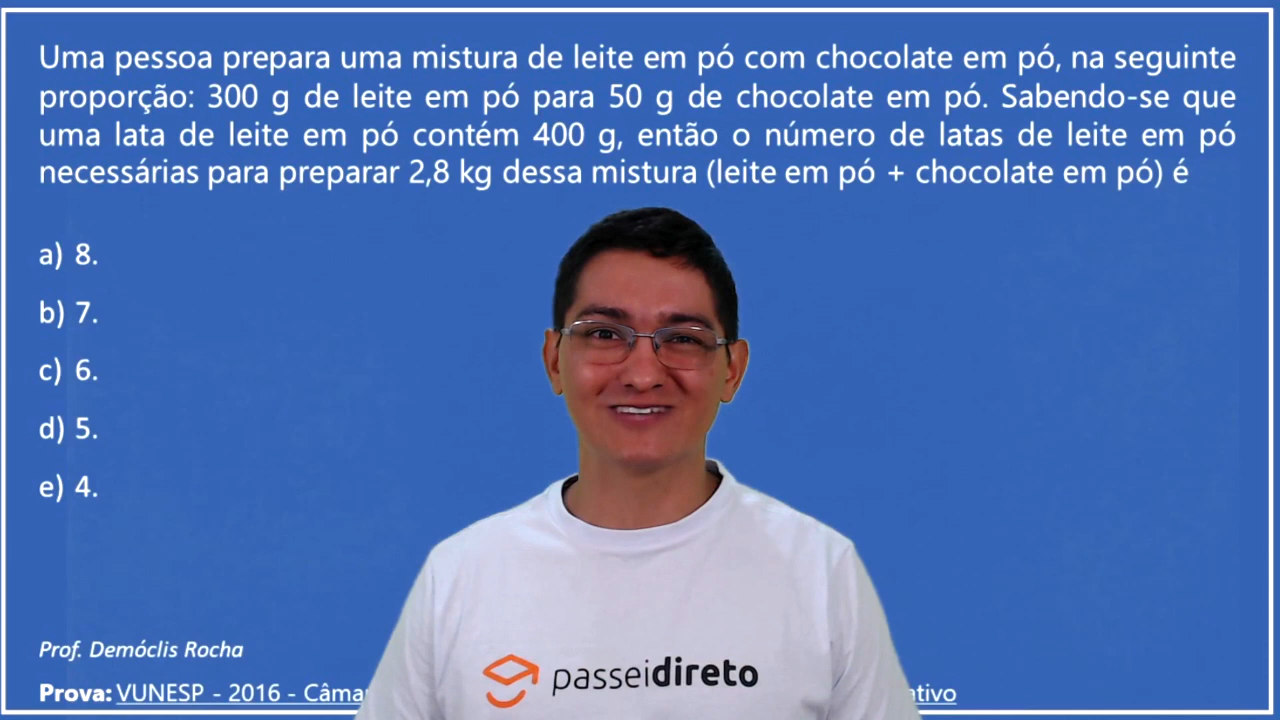 Uma pessoa prepara uma mistura de leite em pó com chocolate em pó, na seguinte
proporção: 300 g de leite em pó para 50 g de chocolate em pó. Sabendo-se que
uma lata de leite em pó contém 400 g, então o número de latas de leite em pó
necessárias para preparar 2,8 kg dessa mistura (leite em pó + chocolate em pó) é
a) 8.
b) 7.
c) 6.
d) 5.
e) 4.
Prof. Demóclis Rocha
passeidireto
Prova: VUNESP - 2016 -